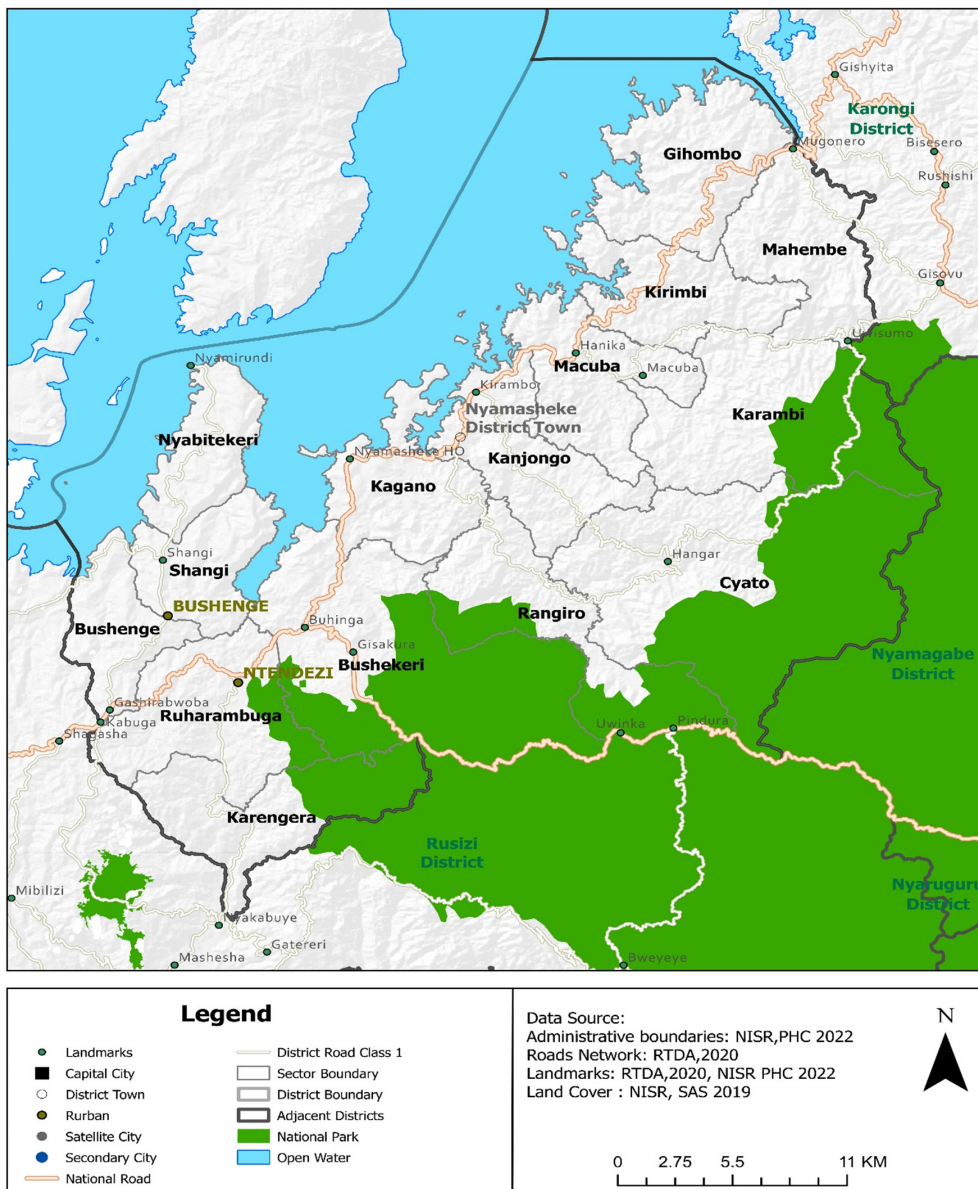 Gishyita
Karongi
District
Mugonero
Bisesero
Gihombo
Rushishi
Mahembe
Gisovu
Kirimbi
Hanika
Uwisumo
Nyamirundi
Macuba
Macuba
Kirambo
Karambi
Nyamasheke
District Town
Nyabitekeri
Nyamasheke HO
Kanjongo
Kagano
Shangi
Shangi
Hangar
Cyato
BUSHENGE
Rangiro
Bushenge
Buhinga
Gisakura
Bushekeri
Nyamagabe
District
NTENDEZI
Gashirabwoba
Ruharambuga
Kabuga
Uwinka
Pindura
Shagasha
Karengera
Rusizi
District
Nyaruguru
District
Mibilizi
Nyakabuye
Gatereri
Mashesha
Bweyeye
Legend
Landmarks
Capital City
District Town
Rurban
Satellite City
Secondary City
National Road
District Road Class 1
Sector Boundary
District Boundary
Adjacent Districts
National Park
Open Water
Data Source:
Administrative boundaries: NISR,PHC 2022
Roads Network: RTDA,2020
Landmarks: RTDA,2020, NISR PHC 2022
Land Cover : NISR, SAS 2019
N
0 2.75 5.5 11 KM